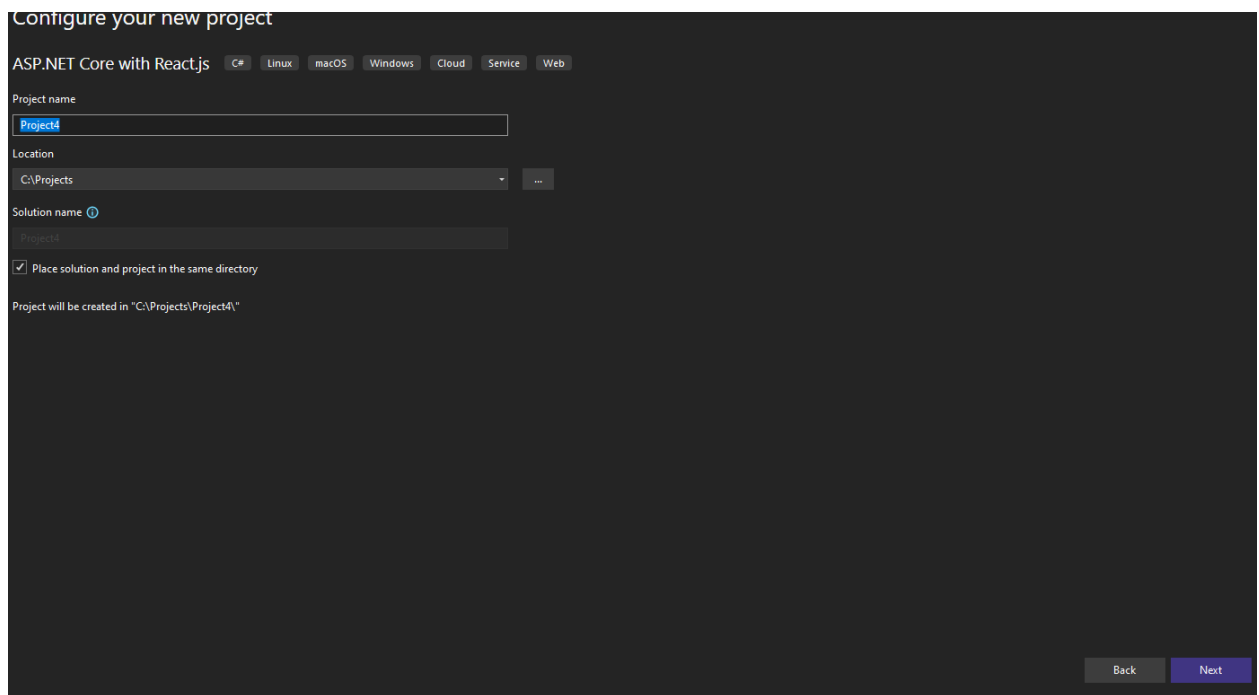 Configure your new project
ASP.NET Core with React.js C# Linux macOS Windows Cloud Service Web
Project name
Project4
Location
C:\Projects ...
Solution name
Project4
Place solution and project in the same directory
Project will be created in "C:\Projects\Project4\"
Back Next